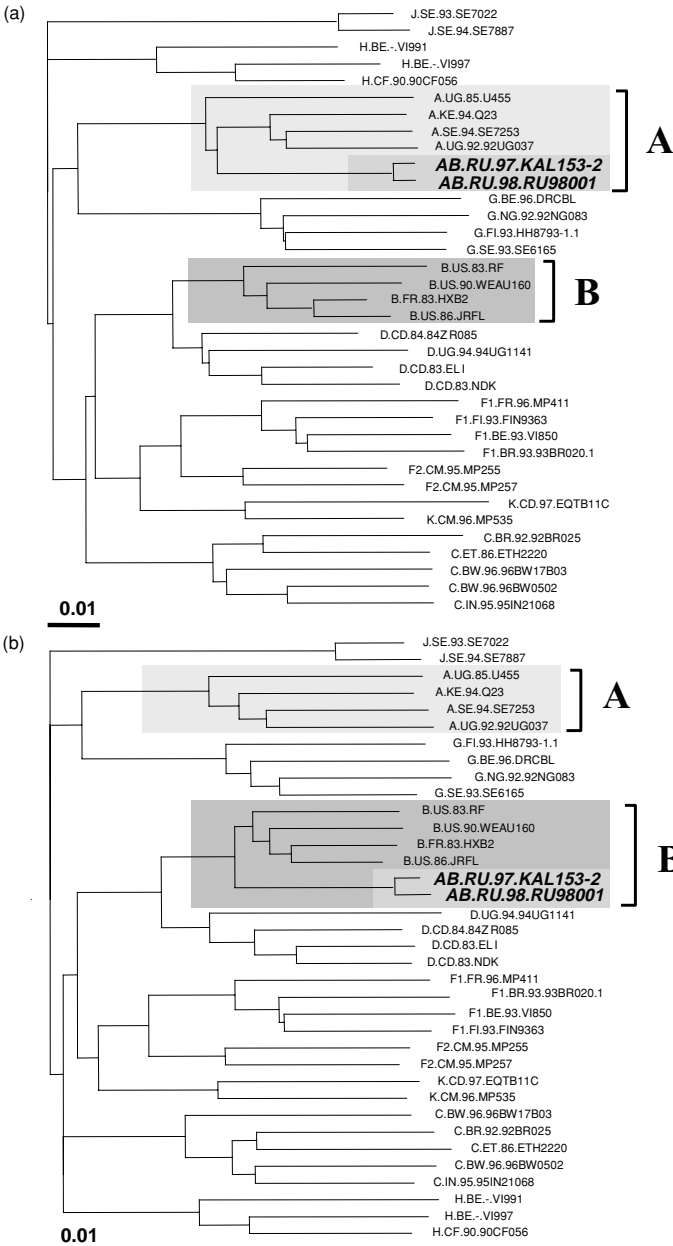 (a)
J.SE.93.SE7022
J.SE.94.SE7887
H.BE.-.VI991
H.BE.-.VI997
H.CF.90.90CF056
A.UG.85.U455
A.KE.94.Q23
A.SE.94.SE7253
A.UG.92.92UG037
A
AB.RU.97.KAL153-2
AB.RU.98.RU98001
G.BE.96.DRCBL
G.NG.92.92NG083
G.FI.93.HH8793-1.1
G.SE.93.SE6165
B.US.83.RF
B.US.90.WEAU160
B
B.FR.83.HXB2
B.US.86.JRFL
D.CD.84.84ZR085
D.UG.94.94UG1141
D.CD.83.ELI
D.CD.83.NDK
F1.FR.96.MP411
F1.FI.93.FIN9363
F1.BE.93.VI850
F1.BR.93.93BR020.1
F2.CM.95.MP255
F2.CM.95.MP257
K.CD.97.EQTB11C
K.CM.96.MP535
C.BR.92.92BR025
C.ET.86.ETH2220
C.BW.96.96BW17B03
C.BW.96.96BW0502
C.IN.95.95IN21068
0.01
(b)
J.SE.93.SE7022
J.SE.94.SE7887
A.UG.85.U455
A.KE.94.Q23
A
A.SE.94.SE7253
A.UG.92.92UG037
G.FI.93.HH8793-1.1
G.BE.96.DRCBL
G.NG.92.92NG083
G.SE.93.SE6165
B.US.83.RF
B.US.90.WEAU160
B.FR.83.HXB2
B
B.US.86.JRFL
AB.RU.97.KAL153-2
AB.RU.98.RU98001
D.UG.94.94UG1141
D.CD.84.84ZR085
D.CD.83.ELI
D.CD.83.NDK
F1.FR.96.MP411
F1.BR.93.93BR020.1
F1.BE.93.VI850
F1.FI.93.FIN9363
F2.CM.95.MP255
F2.CM.95.MP257
K.CD.97.EQTB11C
K.CM.96.MP535
C.BW.96.96BW17B03
C.BR.92.92BR025
C.ET.86.ETH2220
C.BW.96.96BW0502
C.IN.95.95IN21068
H.BE.-.VI991
H.BE.-.VI997
H.CF.90.90CF056
0.01